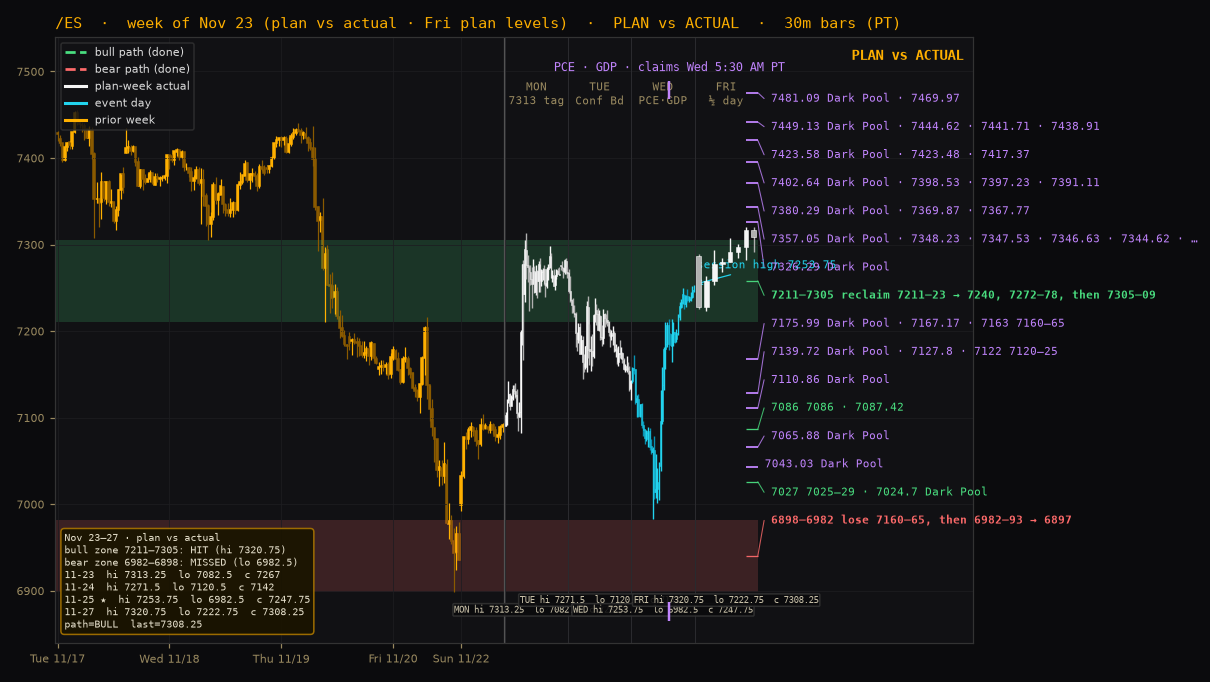 /ES · week of Nov 23 (plan vs actual · Fri plan levels) · PLAN vs ACTUAL · 30m bars (PT)
bull path (done)
bear path (done)
plan-week actual
event day
prior week
PLAN vs ACTUAL
PCE · GDP · claims Wed 5:30 AM PT
MON
7313 tag
TUE
Conf Bd
WED
PCE·GDP
FRI
½ day
7500
7400
7300
7200
7100
7000
6900
7481.09 Dark Pool · 7469.97
7449.13 Dark Pool · 7444.62 · 7441.71 · 7438.91
7423.58 Dark Pool · 7423.48 · 7417.37
7402.64 Dark Pool · 7398.53 · 7397.23 · 7391.11
7380.29 Dark Pool · 7369.87 · 7367.77
7357.05 Dark Pool · 7348.23 · 7347.53 · 7346.63 · 7344.62 · …
high 7253.75
7326.29 Dark Pool
7211–7305 reclaim 7211–23 → 7240, 7272–78, then 7305–09
7175.99 Dark Pool · 7167.17 · 7163 7160–65
7139.72 Dark Pool · 7127.8 · 7122 7120–25
7110.86 Dark Pool
7086 7086 · 7087.42
7065.88 Dark Pool
7043.03 Dark Pool
7027 7025–29 · 7024.7 Dark Pool
6898–6982 lose 7160–65, then 6982–93 → 6897
Nov 23–27 · plan vs actual
bull zone 7211–7305: HIT (hi 7320.75)
bear zone 6982–6898: MISSED (lo 6982.5)
11-23 hi 7313.25 lo 7082.5 c 7267
11-24 hi 7271.5 lo 7120.5 c 7142
11-25 ★ hi 7253.75 lo 6982.5 c 7247.75
11-27 hi 7320.75 lo 7222.75 c 7308.25
path=BULL last=7308.25
TUE hi 7271.5 lo 7120
FRI hi 7320.75 lo 7222.75 c 7308.25
MON hi 7313.25 lo 7082
WED hi 7253.75 lo 6982.5 c 7247.75
Tue 11/17
Wed 11/18
Thu 11/19
Fri 11/20
Sun 11/22